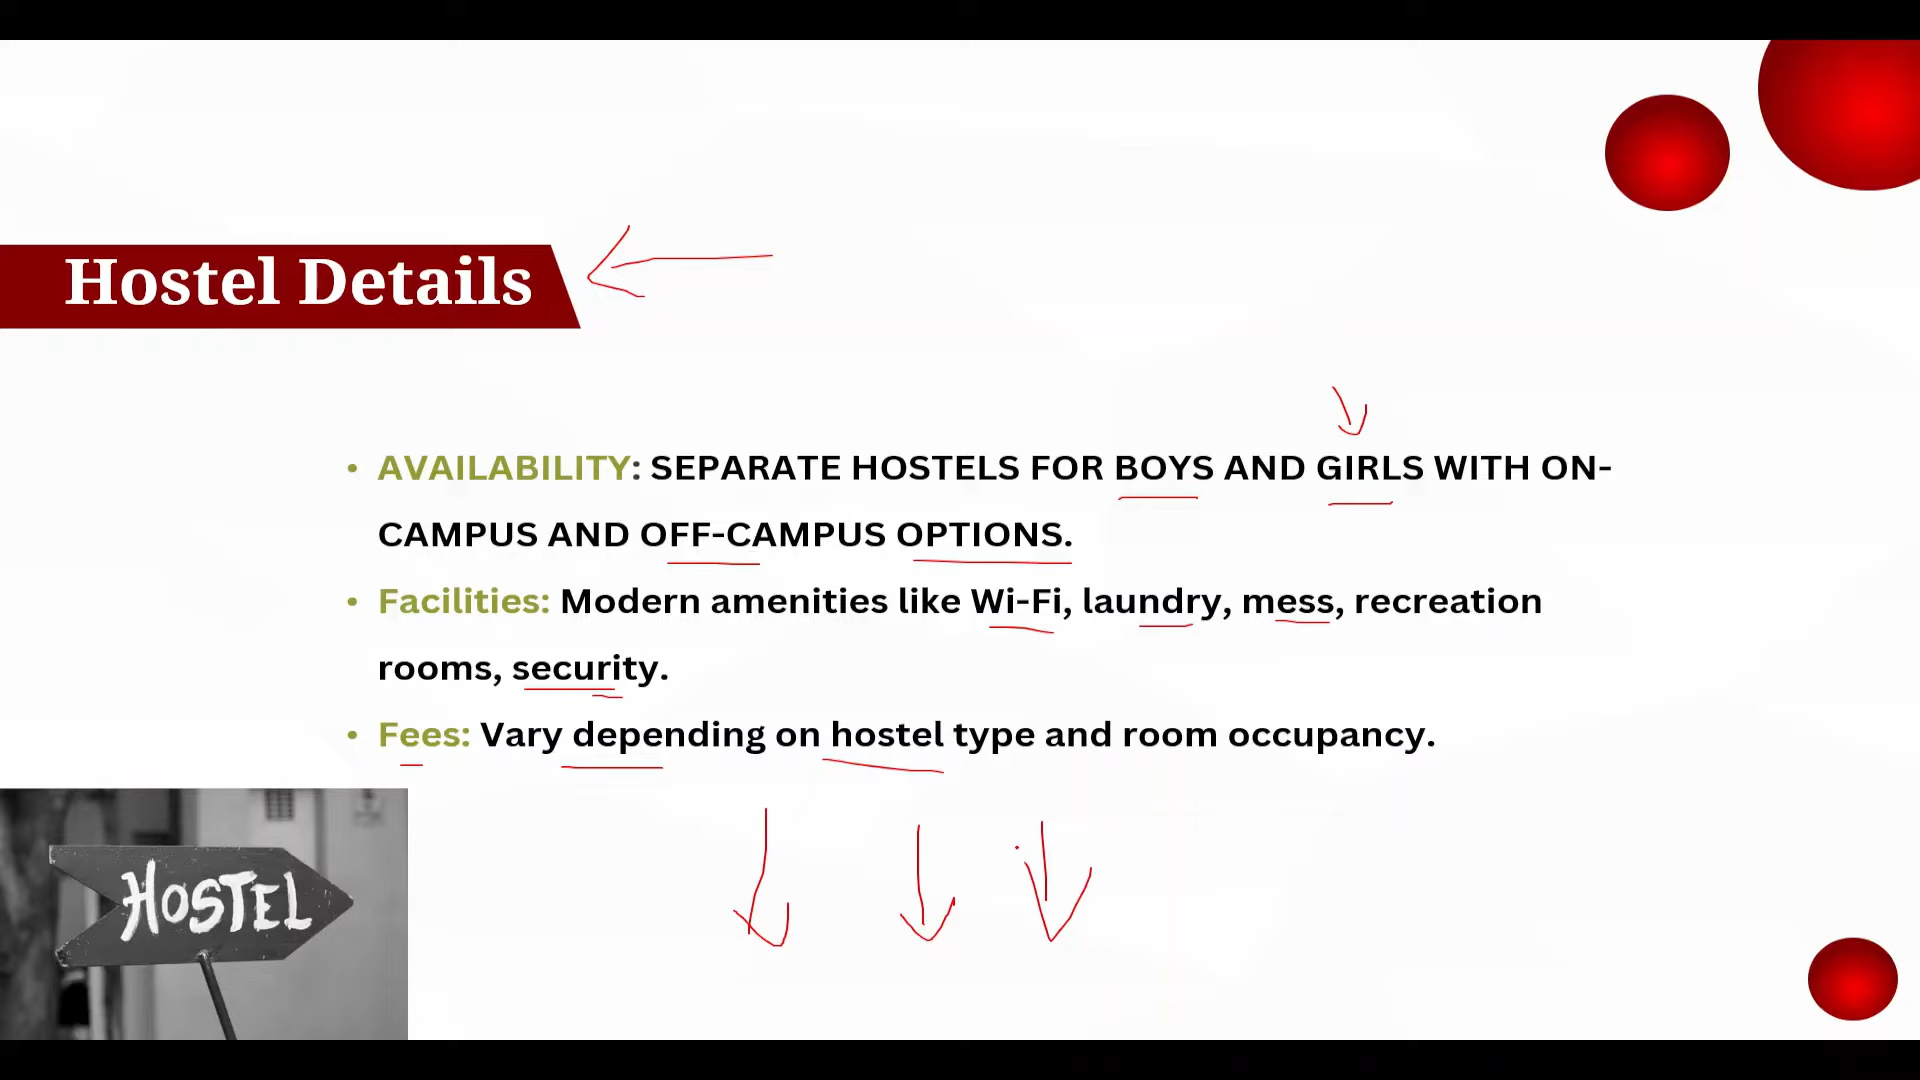 Hostel Details
• AVAILABILITY: SEPARATE HOSTELS FOR BOYS AND GIRLS WITH ON-
CAMPUS AND OFF-CAMPUS OPTIONS.
• Facilities: Modern amenities like Wi-Fi, laundry, mess, recreation
rooms, security.
• Fees: Vary depending on hostel type and room occupancy.
HOSTEL